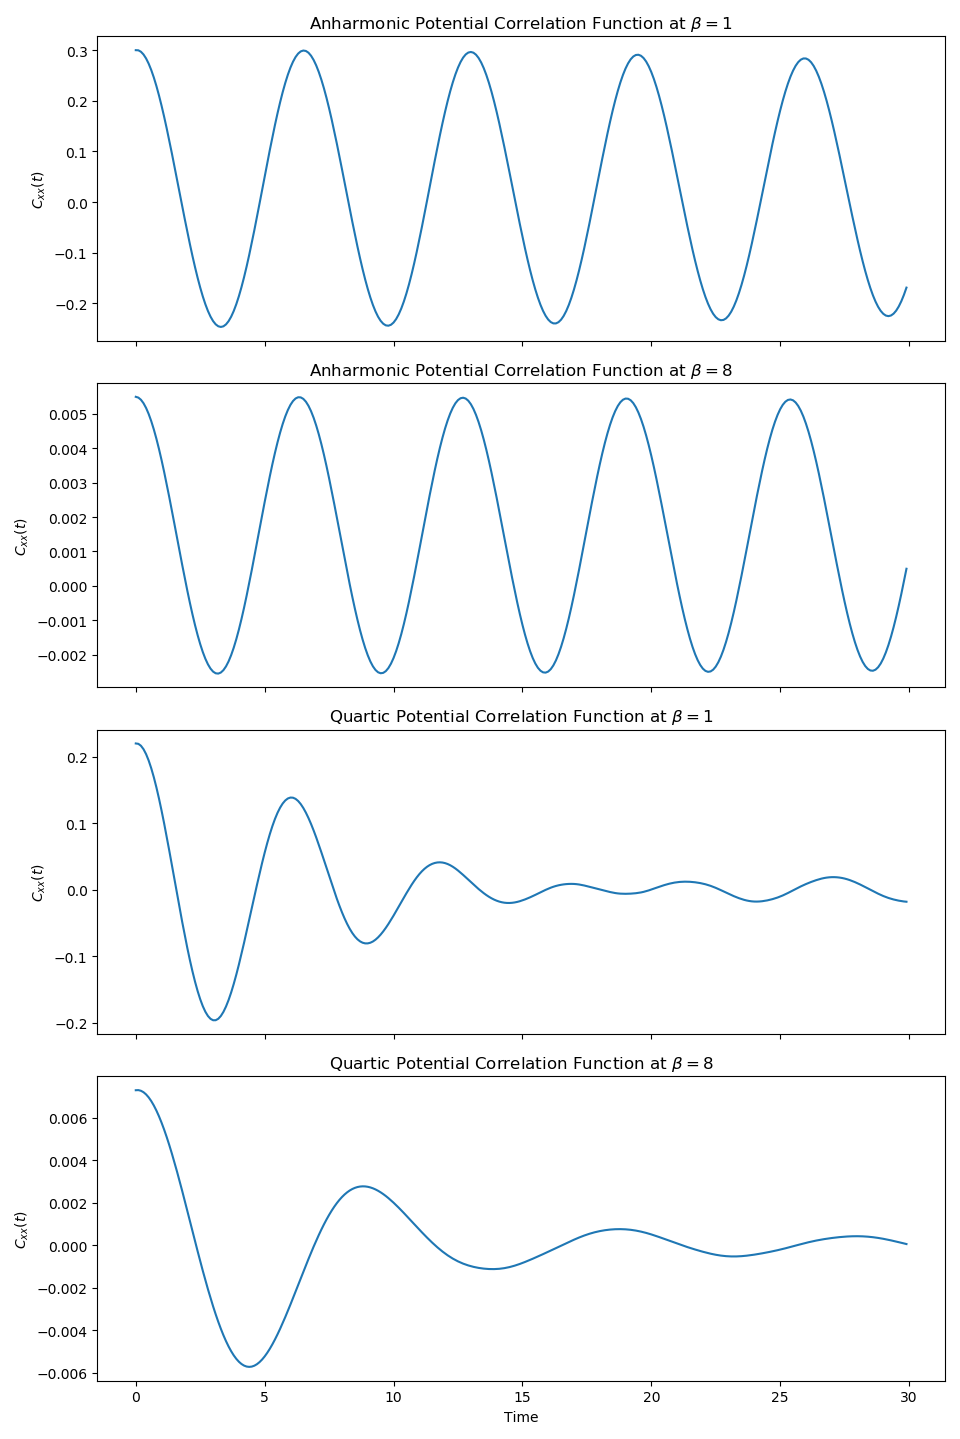 Anharmonic Potential Correlation Function at β = 1
0.3
0.2
0.1
0.0
−0.1
−0.2
C_xx(t)
Anharmonic Potential Correlation Function at β = 8
0.005
0.004
0.003
0.002
0.001
0.000
−0.001
−0.002
C_xx(t)
Quartic Potential Correlation Function at β = 1
0.2
0.1
0.0
−0.1
−0.2
C_xx(t)
Quartic Potential Correlation Function at β = 8
0.006
0.004
0.002
0.000
−0.002
−0.004
−0.006
C_xx(t)
0 5 10 15 20 25 30
Time